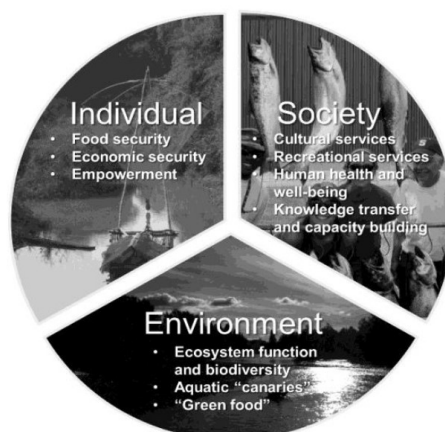 Individual
• Food security
• Economic security
• Empowerment
Society
• Cultural services
• Recreational services
• Human health and
well-being
• Knowledge transfer
and capacity building
Environment
• Ecosystem function
and biodiversity
• Aquatic “canaries”
• “Green food”